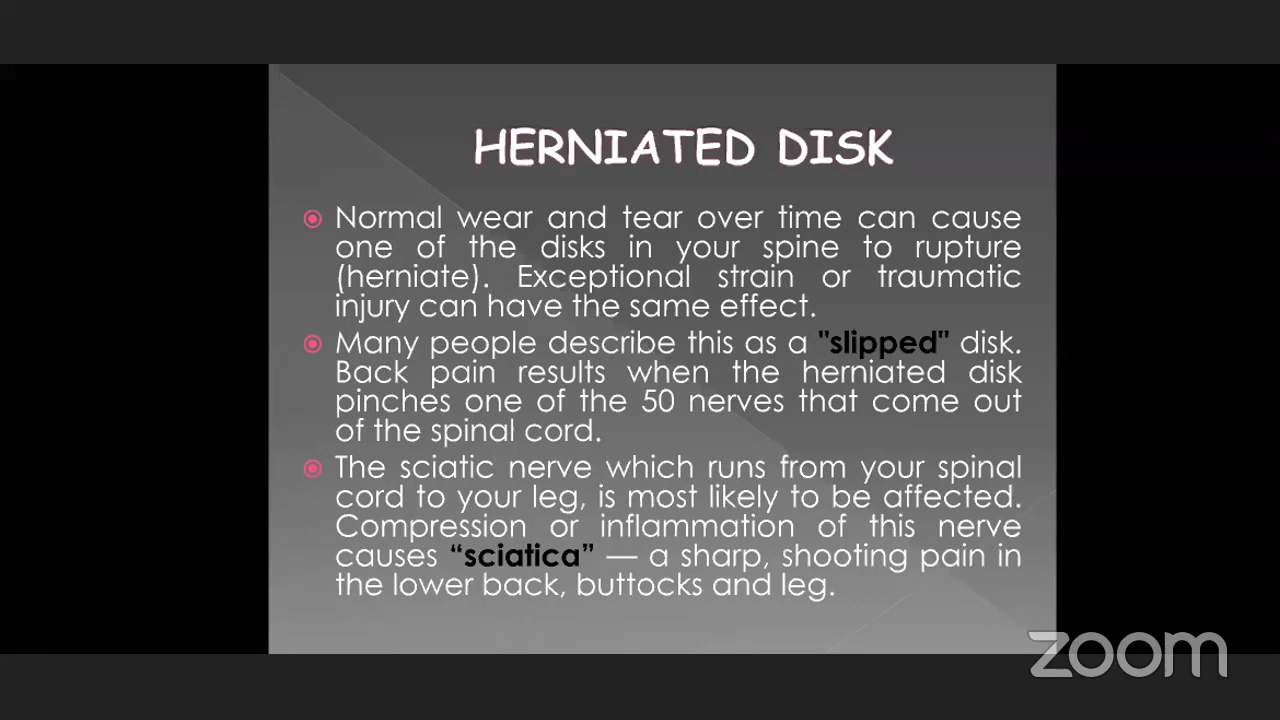 HERNIATED DISK
Normal wear and tear over time can cause
one of the disks in your spine to rupture
(herniate). Exceptional strain or traumatic
injury can have the same effect.
Many people describe this as a "slipped" disk.
Back pain results when the herniated disk
pinches one of the 50 nerves that come out
of the spinal cord.
The sciatic nerve which runs from your spinal
cord to your leg, is most likely to be affected.
Compression or inflammation of this nerve
causes “sciatica” — a sharp, shooting pain in
the lower back, buttocks and leg.
zoom